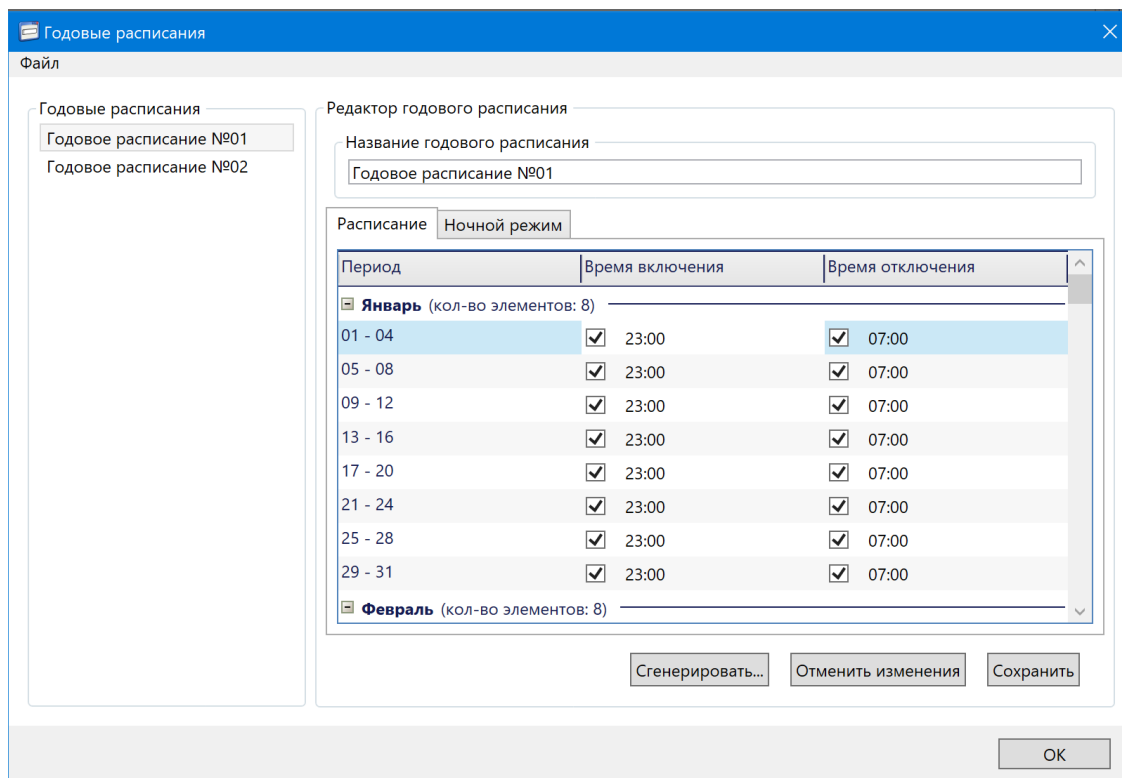 Годовые расписания
Файл
Годовые расписания
Годовое расписание №01
Годовое расписание №02
Редактор годового расписания
Название годового расписания
Годовое расписание №01
Расписание Ночной режим
Период Время включения Время отключения
Январь (кол-во элементов: 8)
01 - 04 23:00 07:00
05 - 08 23:00 07:00
09 - 12 23:00 07:00
13 - 16 23:00 07:00
17 - 20 23:00 07:00
21 - 24 23:00 07:00
25 - 28 23:00 07:00
29 - 31 23:00 07:00
Февраль (кол-во элементов: 8)
Сгенерировать... Отменить изменения Сохранить
OK